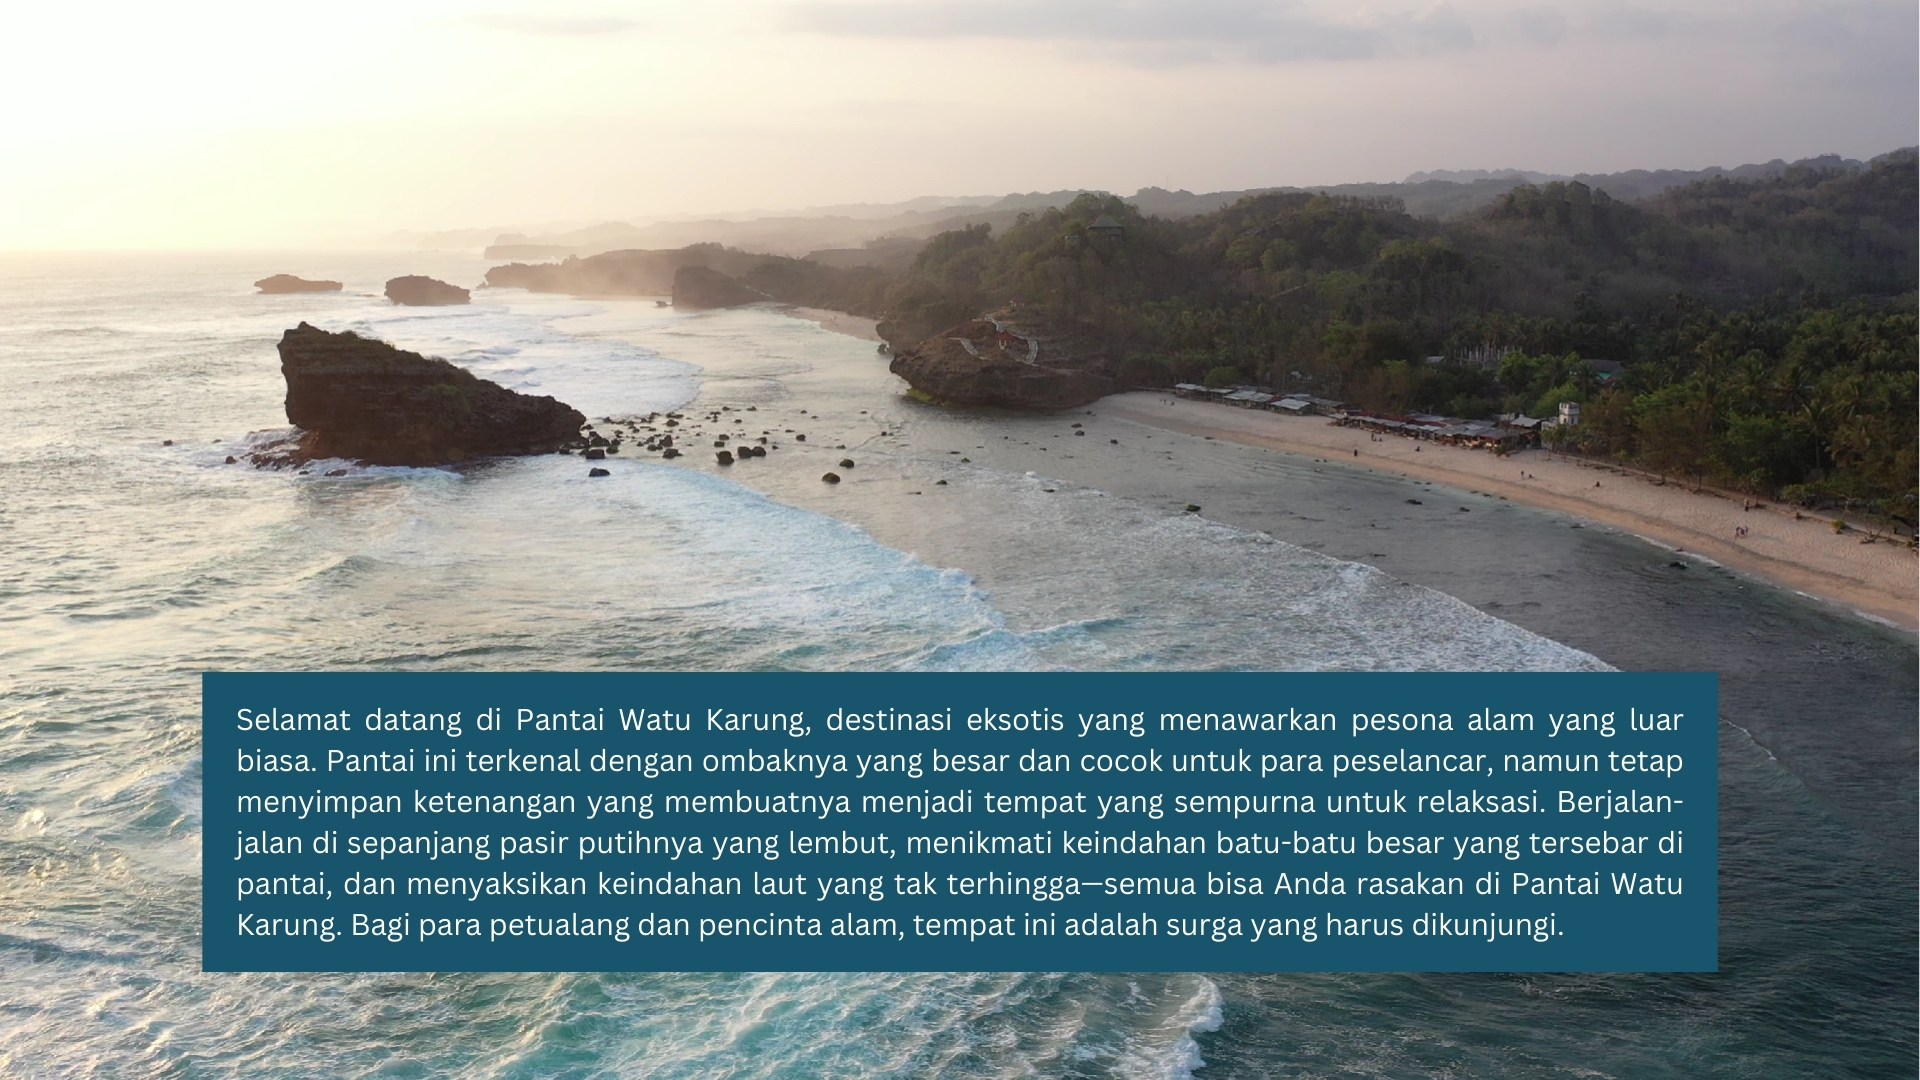 Selamat datang di Pantai Watu Karung, destinasi eksotis yang menawarkan pesona alam yang luar
biasa. Pantai ini terkenal dengan ombaknya yang besar dan cocok untuk para peselancar, namun tetap
menyimpan ketenangan yang membuatnya menjadi tempat yang sempurna untuk relaksasi. Berjalan-
jalan di sepanjang pasir putihnya yang lembut, menikmati keindahan batu-batu besar yang tersebar di
pantai, dan menyaksikan keindahan laut yang tak terhingga—semua bisa Anda rasakan di Pantai Watu
Karung. Bagi para petualang dan pencinta alam, tempat ini adalah surga yang harus dikunjungi.